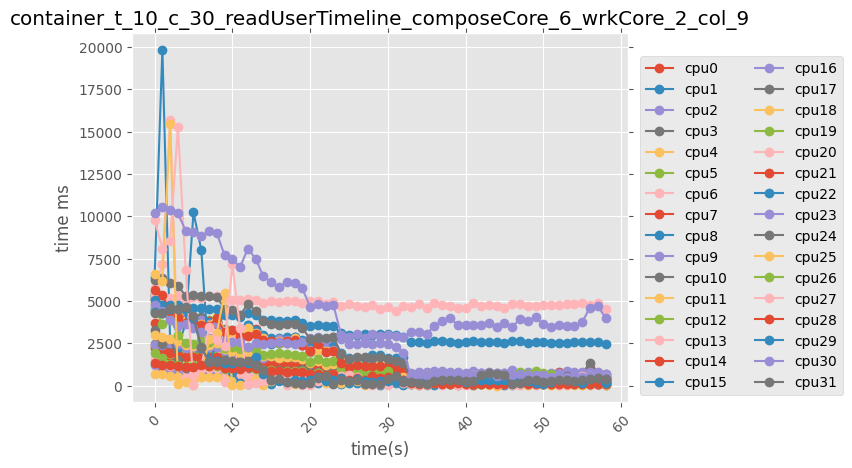 container_t_10_c_30_readUserTimeline_composeCore_6_wrkCore_2_col_9
20000
17500
15000
12500
10000
7500
5000
2500
0
time ms
0
10
20
30
40
50
60
time(s)
cpu0
cpu1
cpu2
cpu3
cpu4
cpu5
cpu6
cpu7
cpu8
cpu9
cpu10
cpu11
cpu12
cpu13
cpu14
cpu15
cpu16
cpu17
cpu18
cpu19
cpu20
cpu21
cpu22
cpu23
cpu24
cpu25
cpu26
cpu27
cpu28
cpu29
cpu30
cpu31